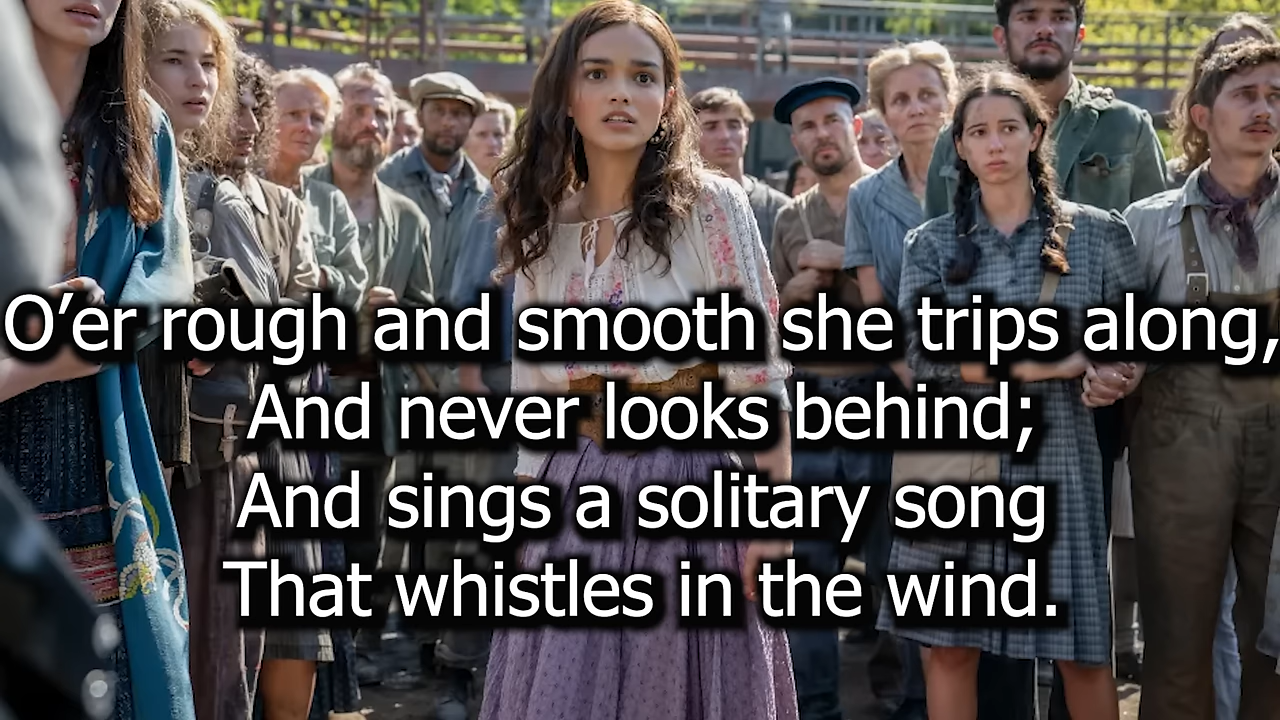 O’er rough and smooth she trips along,
And never looks behind;
And sings a solitary song
That whistles in the wind.